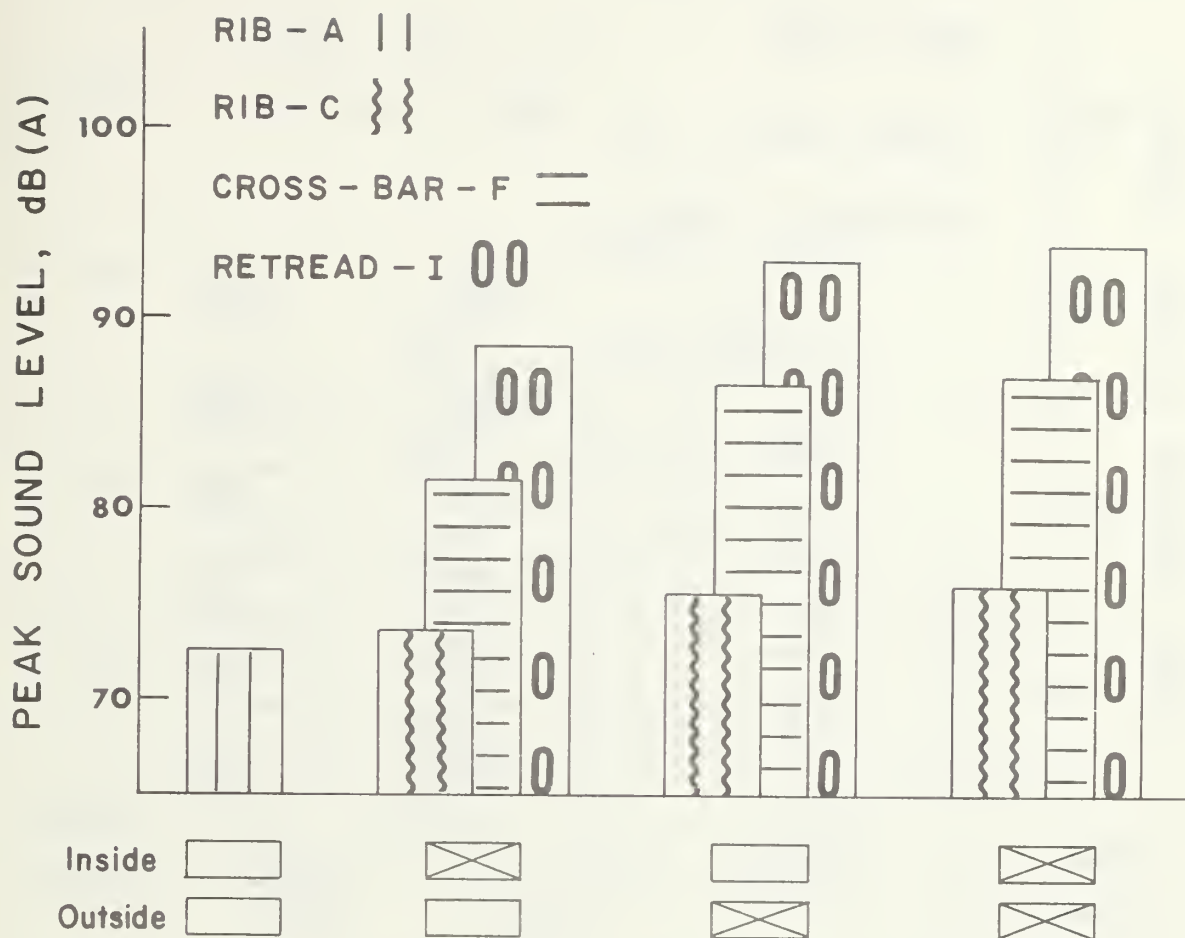 RIB - A
RIB - C
CROSS - BAR - F
RETREAD - I
PEAK SOUND LEVEL, dB (A)
100
90
80
70
Inside
Outside